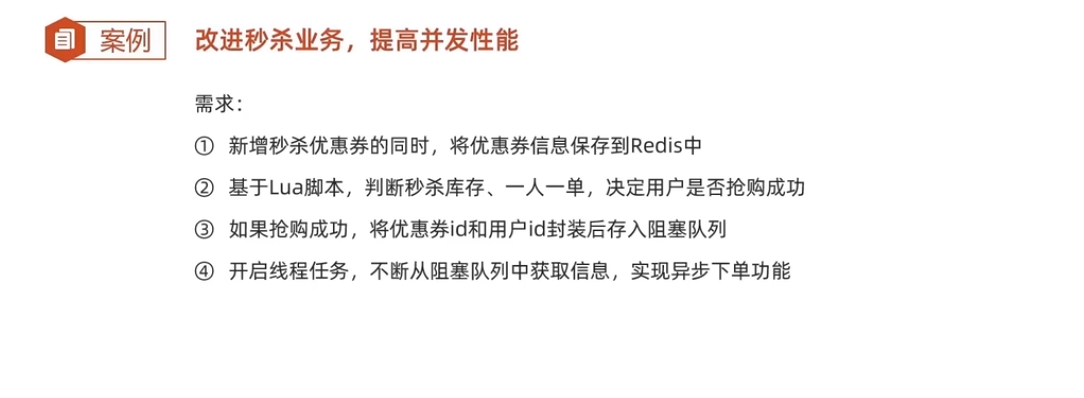 案例
改进秒杀业务，提高并发性能
需求：
① 新增秒杀优惠券的同时，将优惠券信息保存到Redis中
② 基于Lua脚本，判断秒杀库存、一人一单，决定用户是否抢购成功
③ 如果抢购成功，将优惠券id和用户id封装后存入阻塞队列
④ 开启线程任务，不断从阻塞队列中获取信息，实现异步下单功能